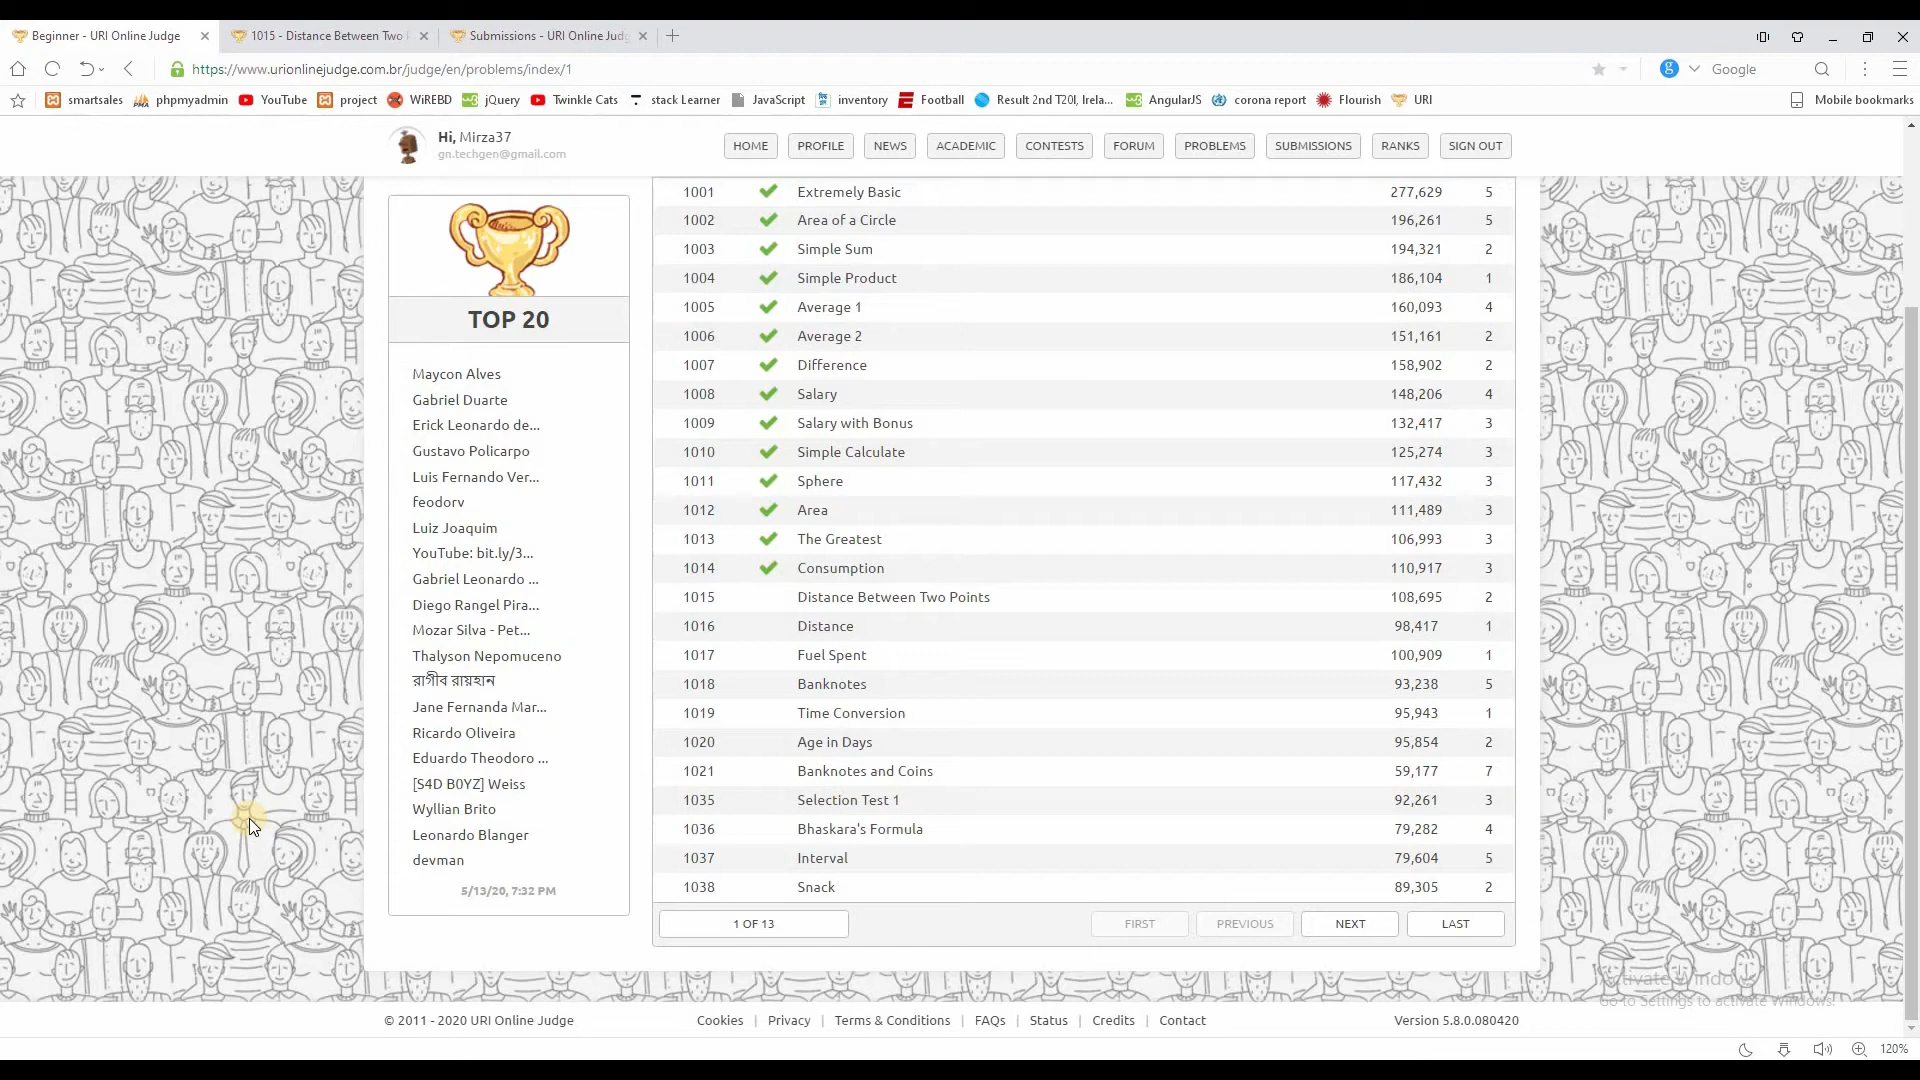 Beginner - URI Online Judge
1015 - Distance Between Two
Submissions - URI Online Jud
https://www.urionlinejudge.com.br/judge/en/problems/index/1
g
Google
smartsales
phpmyadmin
YouTube
project
WiREBD
jQuery
Twinkle Cats
stack Learner
JavaScript
inventory
Football
Result 2nd T20I, Irela...
AngularJS
corona report
Flourish
URI
Mobile bookmarks
Hi, Mirza37
gn.techgen@gmail.com
HOME
PROFILE
NEWS
ACADEMIC
CONTESTS
FORUM
PROBLEMS
SUBMISSIONS
RANKS
SIGN OUT
TOP 20
Maycon Alves
Gabriel Duarte
Erick Leonardo de...
Gustavo Policarpo
Luis Fernando Ver...
feodorv
Luiz Joaquim
YouTube: bit.ly/3...
Gabriel Leonardo ...
Diego Rangel Pira...
Mozar Silva - Pet...
Thalyson Nepomuceno
রাগীব রায়হান
Jane Fernanda Mar...
Ricardo Oliveira
Eduardo Theodoro ...
[S4D B0YZ] Weiss
Wyllian Brito
Leonardo Blanger
devman
5/13/20, 7:32 PM
1001 Extremely Basic 277,629 5
1002 Area of a Circle 196,261 5
1003 Simple Sum 194,321 2
1004 Simple Product 186,104 1
1005 Average 1 160,093 4
1006 Average 2 151,161 2
1007 Difference 158,902 2
1008 Salary 148,206 4
1009 Salary with Bonus 132,417 3
1010 Simple Calculate 125,274 3
1011 Sphere 117,432 3
1012 Area 111,489 3
1013 The Greatest 106,993 3
1014 Consumption 110,917 3
1015 Distance Between Two Points 108,695 2
1016 Distance 98,417 1
1017 Fuel Spent 100,909 1
1018 Banknotes 93,238 5
1019 Time Conversion 95,943 1
1020 Age in Days 95,854 2
1021 Banknotes and Coins 59,177 7
1035 Selection Test 1 92,261 3
1036 Bhaskara's Formula 79,282 4
1037 Interval 79,604 5
1038 Snack 89,305 2
1 OF 13
FIRST
PREVIOUS
NEXT
LAST
Activate Windows
Go to Settings to activate Windows.
© 2011 - 2020 URI Online Judge
Cookies | Privacy | Terms & Conditions | FAQs | Status | Credits | Contact
Version 5.8.0.080420
120%